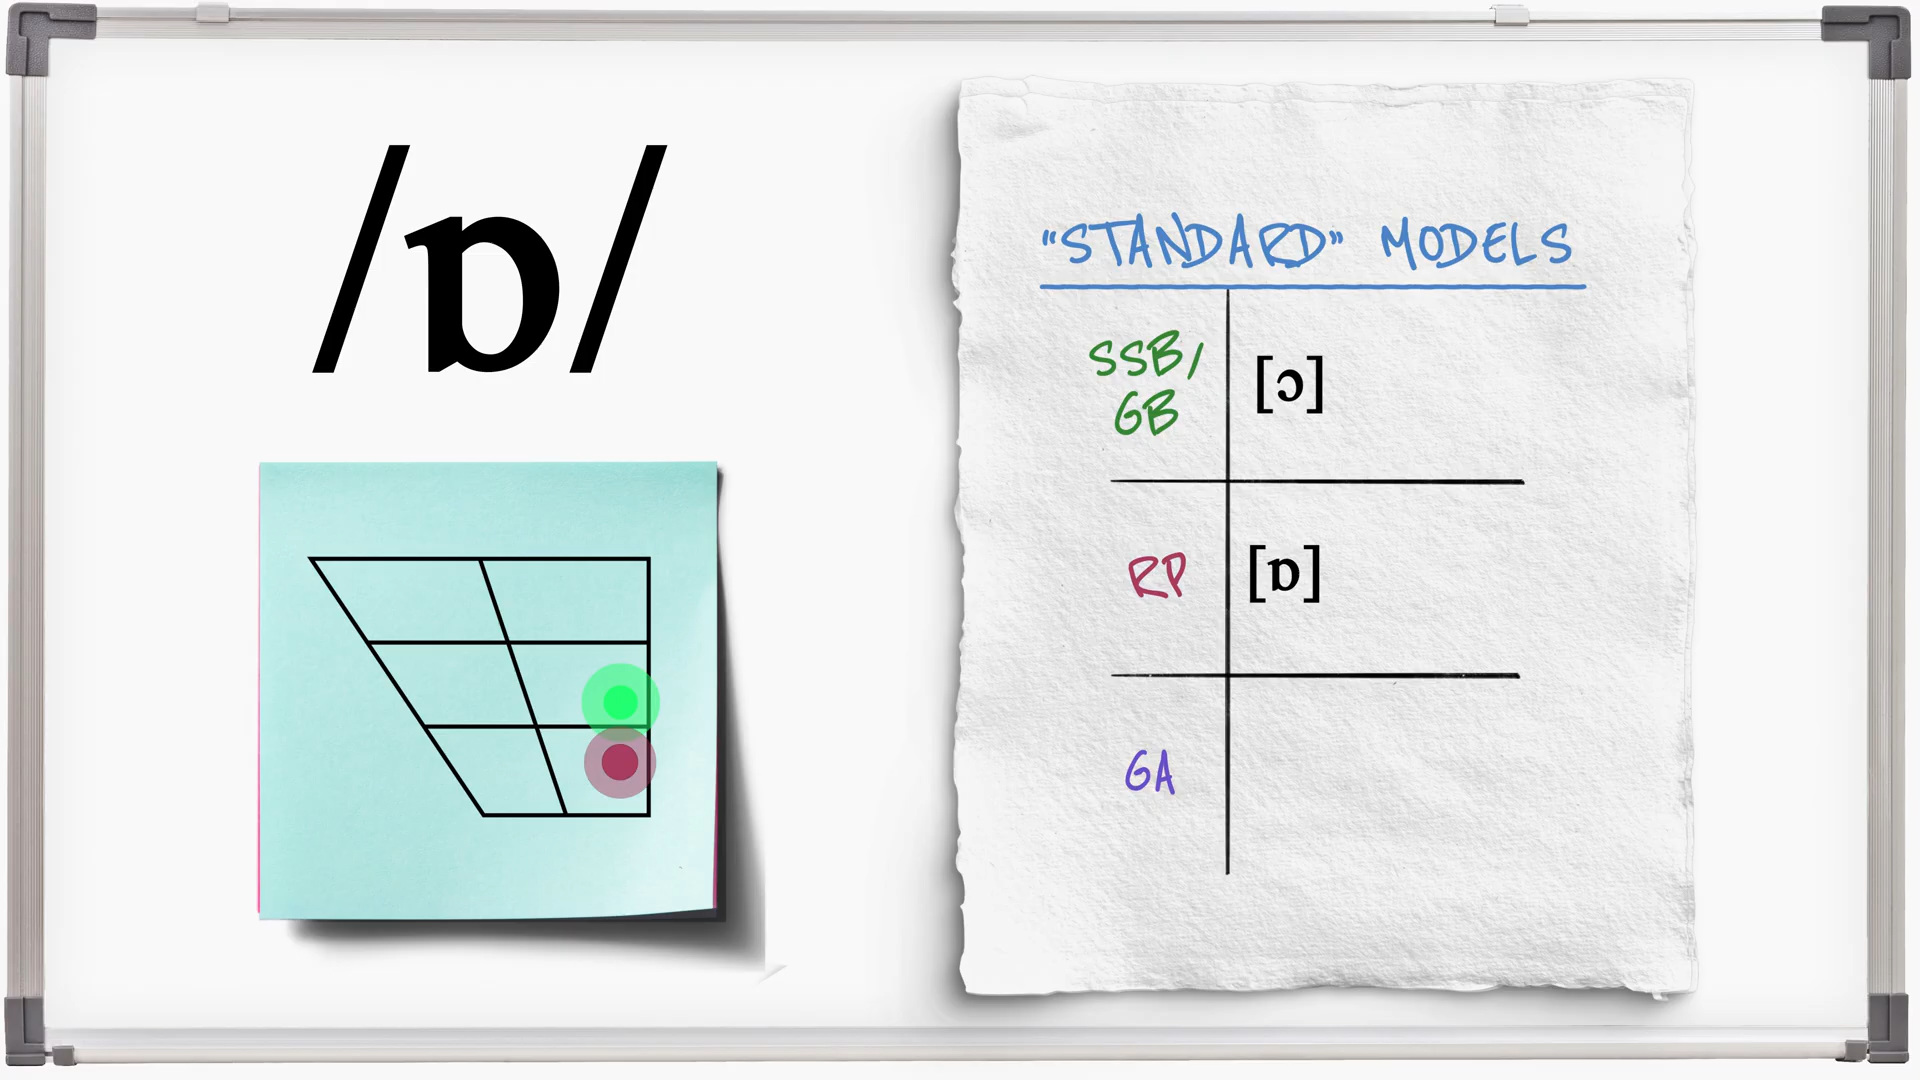 /ɒ/
"STANDARD" MODELS
SSB/
GB
[ɔ]
RP
[ɒ]
GA